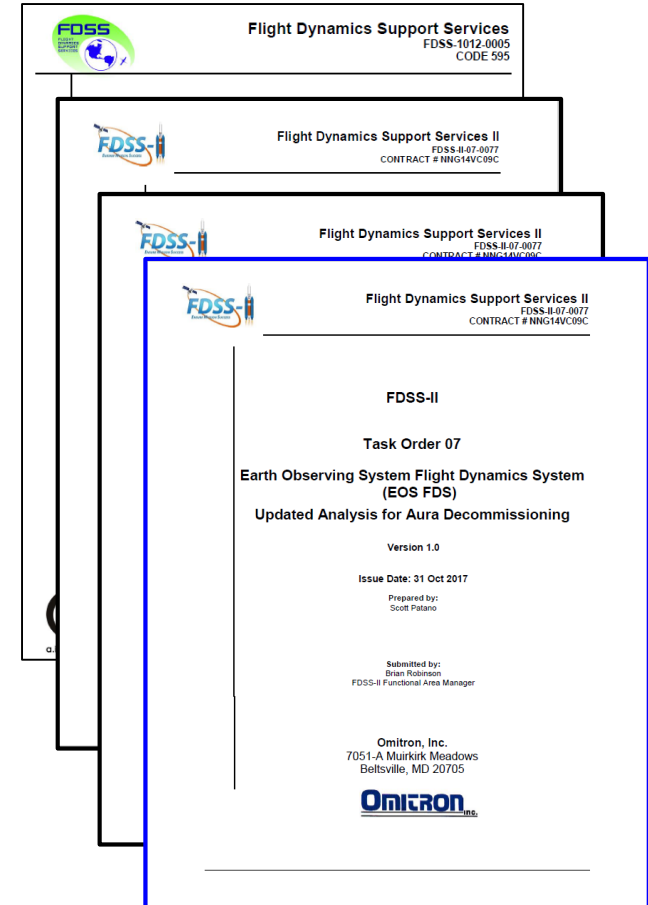 FDSS
FLIGHT
DYNAMICS
SUPPORT
SERVICES
Flight Dynamics Support Services
FDSS-1012-0005
CODE 595
FDSS-II
Flight Dynamics Support Services II
FDSS-II-07-0077
CONTRACT # NNG14VC09C
FDSS-II
Flight Dynamics Support Services II
FDSS-II-07-0077
CONTRACT # NNG14VC09C
FDSS-II
Flight Dynamics Support Services II
FDSS-II-07-0077
CONTRACT # NNG14VC09C
FDSS-II
Task Order 07
Earth Observing System Flight Dynamics System
(EOS FDS)
Updated Analysis for Aura Decommissioning
Version 1.0
Issue Date: 31 Oct 2017
Prepared by:
Scott Patano
Submitted by:
Brian Robinson
FDSS-II Functional Area Manager
a.i
Omitron, Inc.
7051-A Muirkirk Meadows
Beltsville, MD 20705
OMITRON inc.